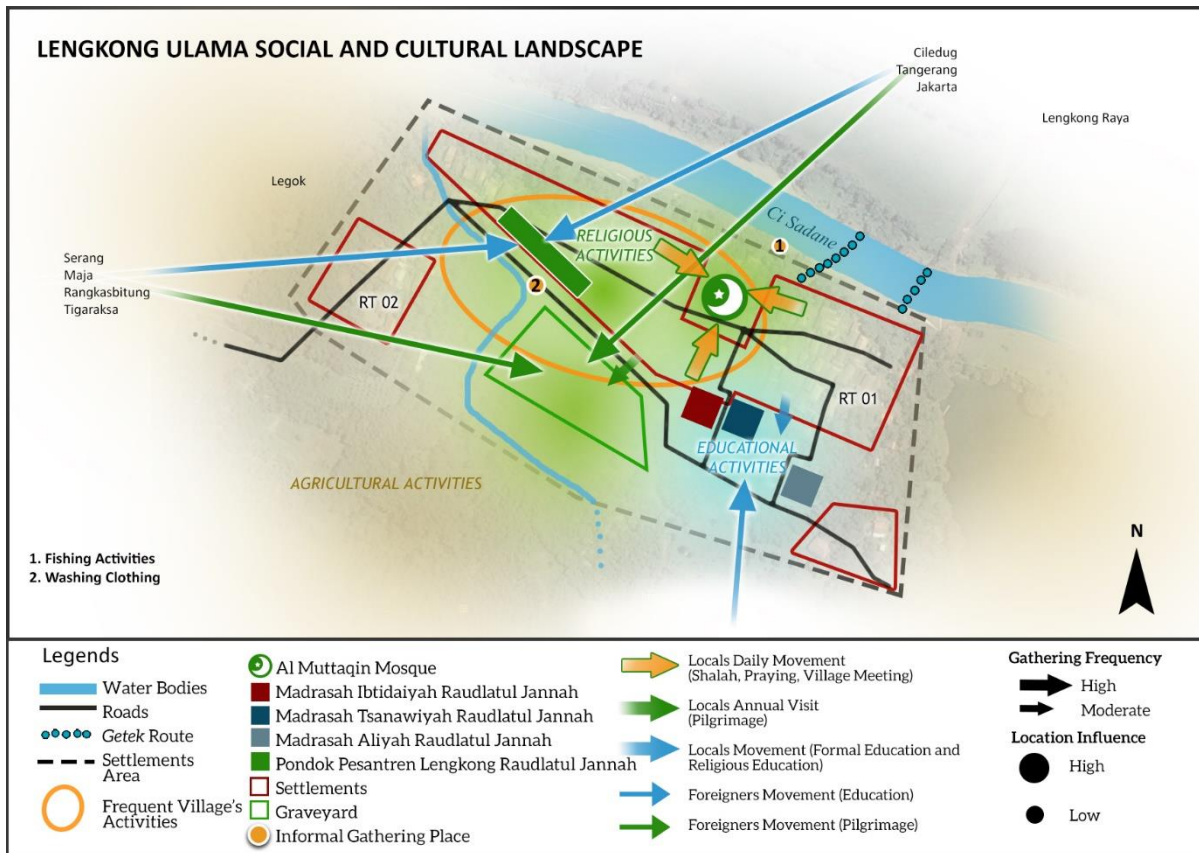 LENGKONG ULAMA SOCIAL AND CULTURAL LANDSCAPE
Ciledug
Tangerang
Jakarta
Lengkong Raya
Legok
Ci Sadane
1
RELIGIOUS
ACTIVITIES
Serang
Maja
Rangkasbitung
Tigaraksa
2
RT 02
RT 01
EDUCATIONAL
ACTIVITIES
AGRICULTURAL ACTIVITIES
N
1. Fishing Activities
2. Washing Clothing
Legends
Water Bodies
Roads
Getek Route
Settlements
Area
Frequent Village's
Activities
Al Muttaqin Mosque
Madrasah Ibtidaiyah Raudlatul Jannah
Madrasah Tsanawiyah Raudlatul Jannah
Madrasah Aliyah Raudlatul Jannah
Pondok Pesantren Lengkong Raudlatul Jannah
Settlements
Graveyard
Informal Gathering Place
Locals Daily Movement
(Shalah, Praying, Village Meeting)
Locals Annual Visit
(Pilgrimage)
Locals Movement (Formal Education and
Religious Education)
Foreigners Movement (Education)
Foreigners Movement (Pilgrimage)
Gathering Frequency
High
Moderate
Location Influence
High
Low